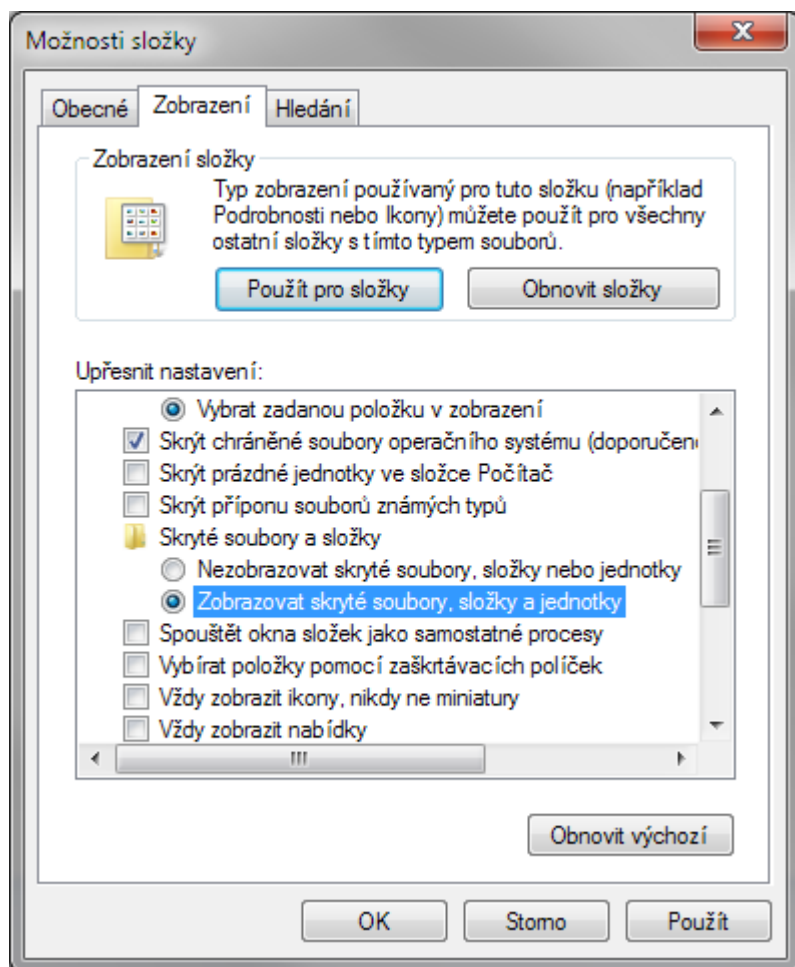 Možnosti složky
Obecné
Zobrazení
Hledání
Zobrazení složky
Typ zobrazení používaný pro tuto složku (například
Podrobnosti nebo Ikony) můžete použít pro všechny
ostatní složky s tímto typem souborů.
Použít pro složky
Obnovit složky
Upřesnit nastavení:
Vybrat zadanou položku v zobrazení
Skrýt chráněné soubory operačního systému (doporučen
Skrýt prázdné jednotky ve složce Počítač
Skrýt příponu souborů známých typů
Skryté soubory a složky
Nezobrazovat skryté soubory, složky nebo jednotky
Zobrazovat skryté soubory, složky a jednotky
Spouštět okna složek jako samostatné procesy
Vybírat položky pomocí zaškrtávacích políček
Vždy zobrazit ikony, nikdy ne miniatury
Vždy zobrazit nabídky
Obnovit výchozí
OK
Storno
Použít